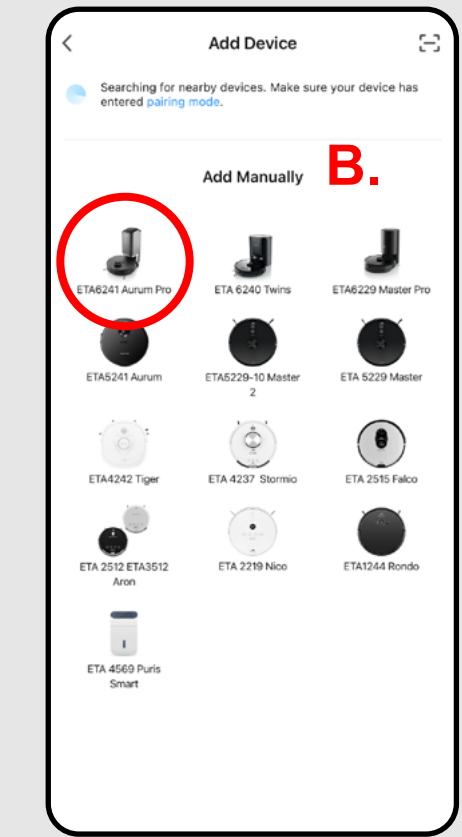 Add Device
Searching for nearby devices. Make sure your device has
entered pairing mode.
Add Manually
B.
ETA6241 Aurum Pro
ETA 6240 Twins
ETA6229 Master Pro
ETA5241 Aurum
ETA5229-10 Master
2
ETA 5229 Master
ETA4242 Tiger
ETA 4237 Stormio
ETA 2515 Falco
ETA 2512 ETA3512
Aron
ETA 2219 Nico
ETA1244 Rondo
ETA 4569 Puris
Smart